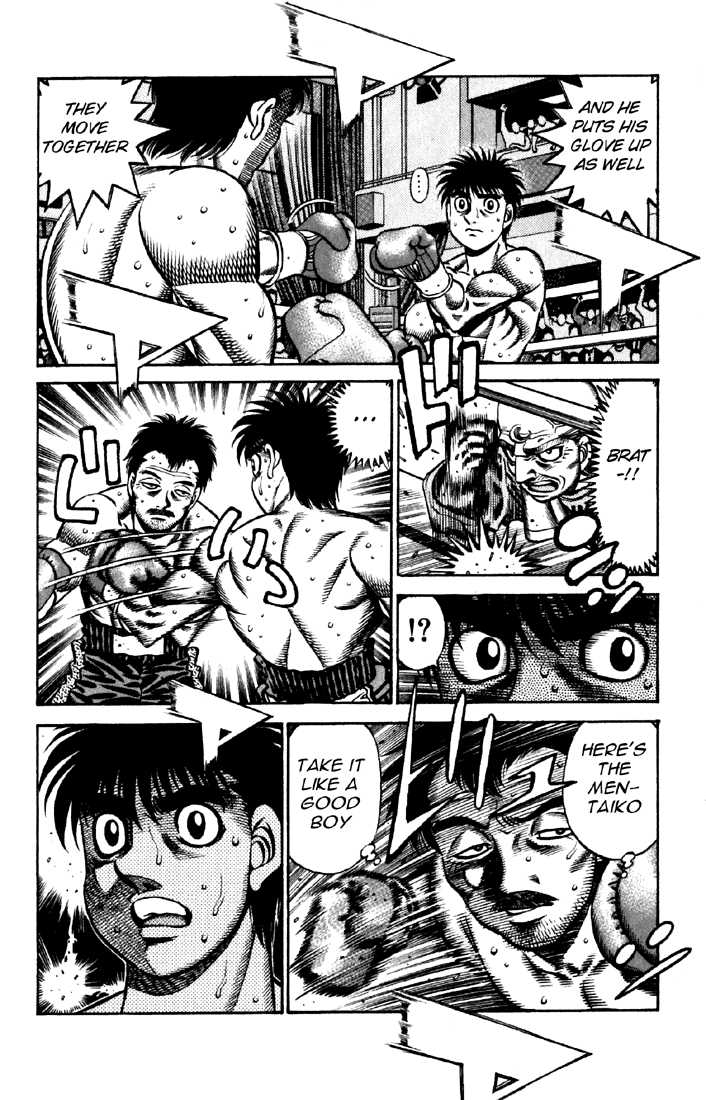 AND HE
PUTS HIS
GLOVE UP
AS WELL
THEY
MOVE
TOGETHER
....
BRAT
-!!
...
!?
HERE'S
THE
MEN-
TAIKO
TAKE IT
LIKE A
GOOD
BOY